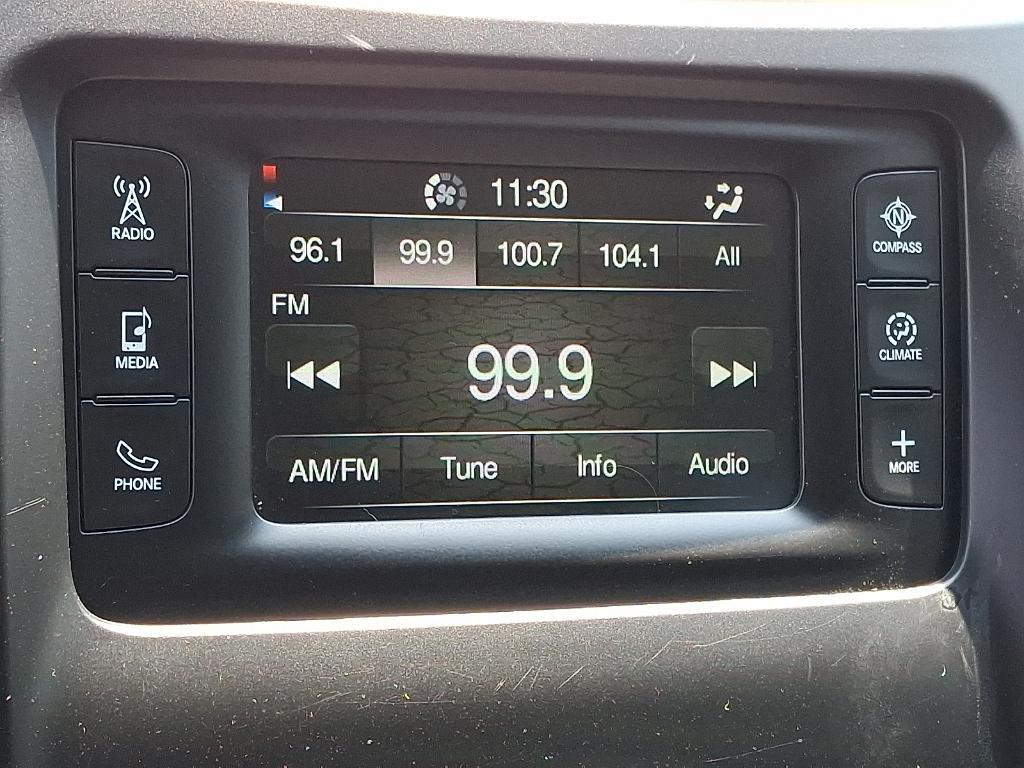 11:30
96.1 99.9 100.7 104.1 All
FM
99.9
AM/FM Tune Info Audio
RADIO
MEDIA
PHONE
N
COMPASS
CLIMATE
MORE